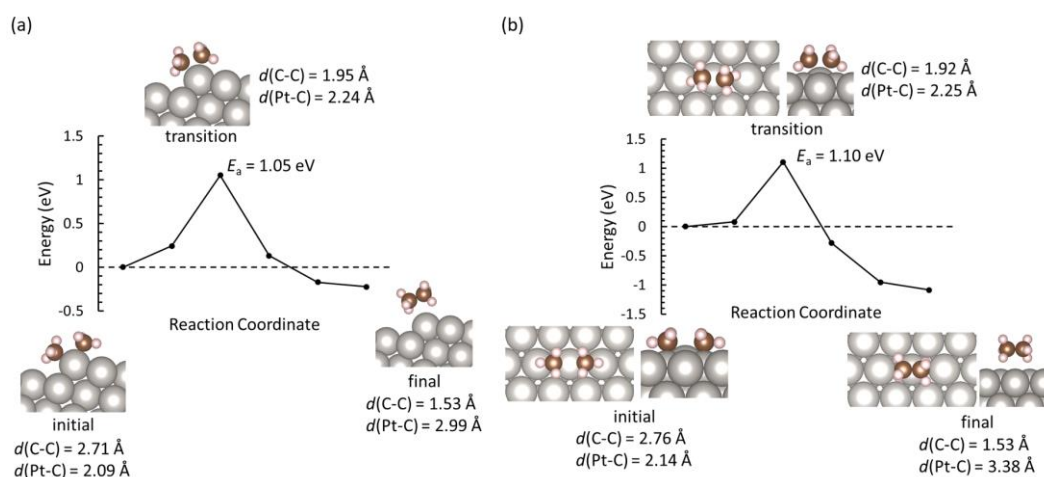 (a)
d(C-C) = 1.95 Å
d(Pt-C) = 2.24 Å
transition
1.5
1
0.5
0
-0.5
Energy (eV)
Ea = 1.05 eV
Reaction Coordinate
initial
d(C-C) = 2.71 Å
d(Pt-C) = 2.09 Å
final
d(C-C) = 1.53 Å
d(Pt-C) = 2.99 Å
(b)
d(C-C) = 1.92 Å
d(Pt-C) = 2.25 Å
transition
1.5
1
0.5
0
-0.5
-1
-1.5
Energy (eV)
Ea = 1.10 eV
Reaction Coordinate
initial
d(C-C) = 2.76 Å
d(Pt-C) = 2.14 Å
final
d(C-C) = 1.53 Å
d(Pt-C) = 3.38 Å